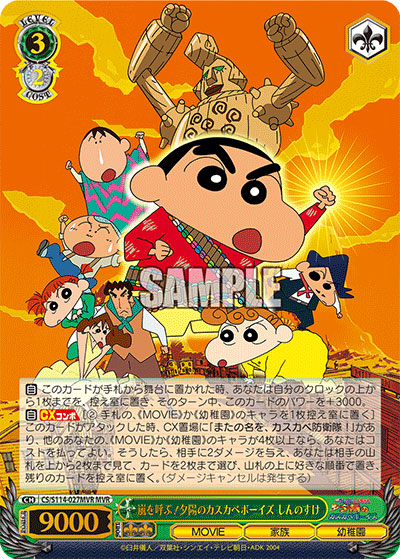 LEVEL
3
2
COST
SAMPLE
自 このカードが手札から舞台に置かれた時、あなたは自分のクロックの上から1枚までを、控え室に置き、そのターン中、このカードのパワーを+3000。
自 CXコンボ [② 手札の、《MOVIE》か《幼稚園》のキャラを1枚控え室に置く]
このカードがアタックした時、CX置場に「またの名を、カスカベ防衛隊!」があり、他のあなたの、《MOVIE》か《幼稚園》のキャラが4枚以上なら、あなたはコストを払ってよい。そうしたら、相手に2ダメージを与え、あなたは相手の山札を上から2枚まで見て、カードを2枚まで選び、山札の上に好きな順番で置き、残りのカードを控え室に置く。(ダメージキャンセルは発生する)
CH CS/S114-027MVR MVR
嵐を呼ぶ!夕陽のカスカベボーイズ しんのすけ
9000
MOVIE
家族
幼稚園
©臼井儀人/双葉社・シンエイ・テレビ朝日・ADK 2004